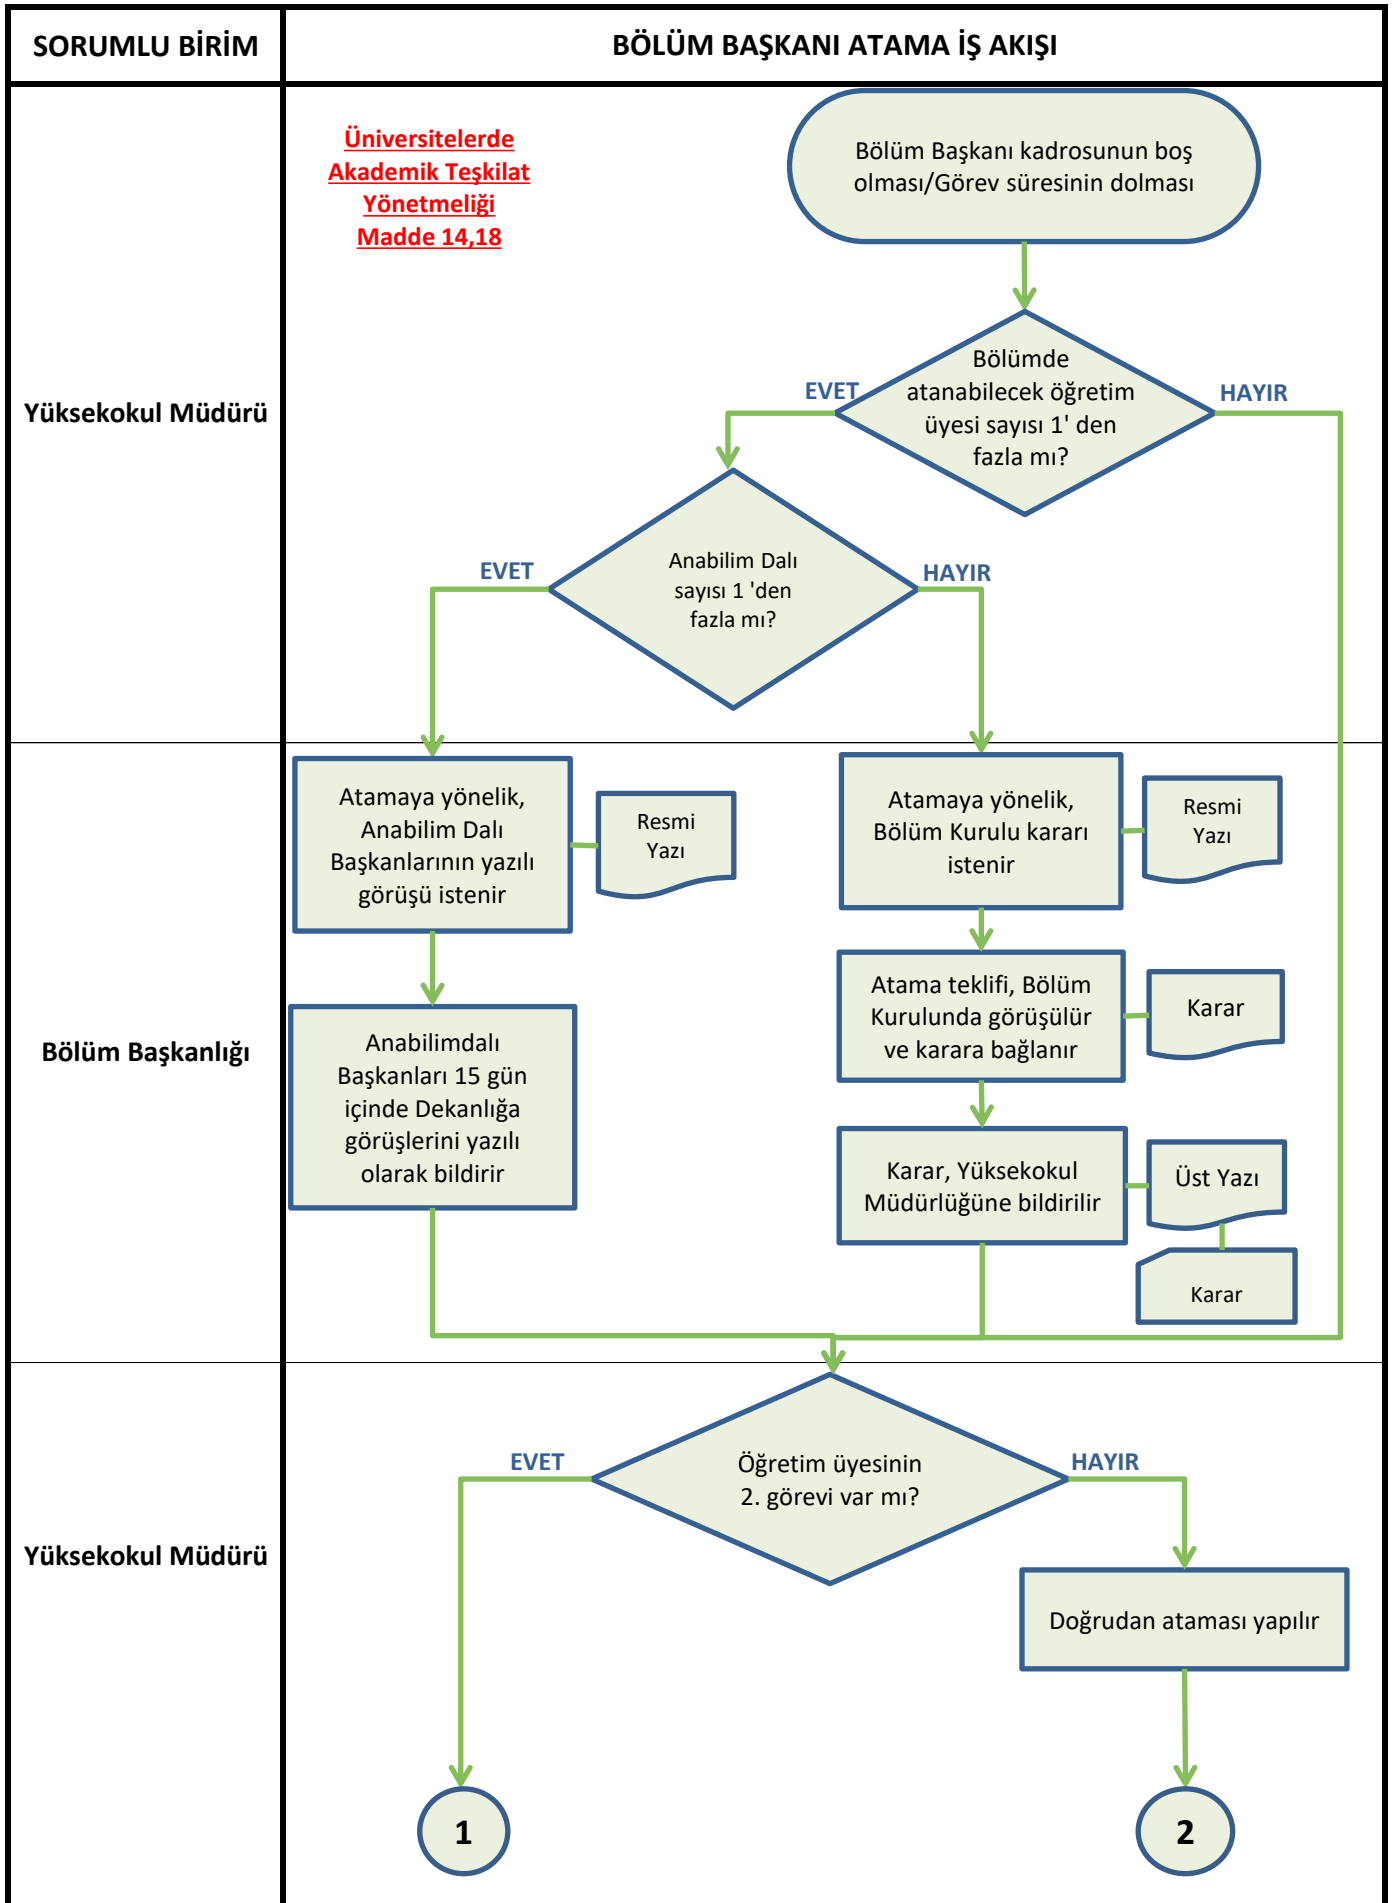 SORUMLU BİRİM
BÖLÜM BAŞKANI ATAMA İŞ AKIŞI
Üniversitelerde
Akademik Teşkilat
Yönetmeliği
Madde 14,18
Bölüm Başkanı kadrosunun boş
olması/Görev süresinin dolması
Yüksekokul Müdürü
Bölümde
atanabilecek öğretim
üyesi sayısı 1' den
fazla mı?
EVET
HAYIR
Anabilim Dalı
sayısı 1 'den
fazla mı?
EVET
HAYIR
Bölüm Başkanlığı
Atamaya yönelik,
Anabilim Dalı
Başkanlarının yazılı
görüşü istenir
Resmi
Yazı
Atamaya yönelik,
Bölüm Kurulu kararı
istenir
Resmi
Yazı
Anabilimdalı
Başkanları 15 gün
içinde Dekanlığa
görüşlerini yazılı
olarak bildirir
Atama teklifi, Bölüm
Kurulunda görüşülür
ve karara bağlanır
Karar
Karar, Yüksekokul
Müdürlüğüne bildirilir
Üst Yazı
Karar
Yüksekokul Müdürü
Öğretim üyesinin
2. görevi var mı?
EVET
HAYIR
Doğrudan ataması yapılır
1
2